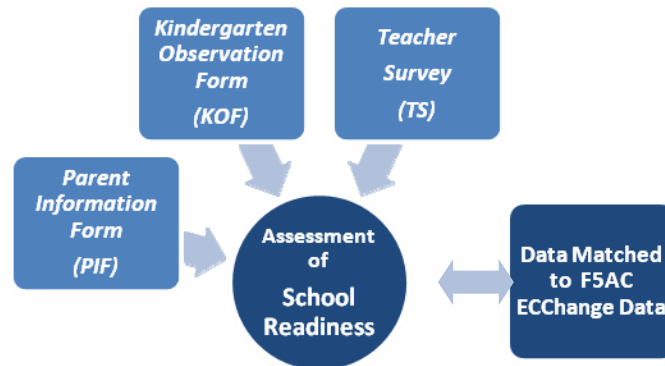 Kindergarten
Observation
Form
(KOF)
Teacher
Survey
(TS)
Parent
Information
Form
(PIF)
Assessment
of
School
Readiness
Data Matched
to F5AC
ECChange Data